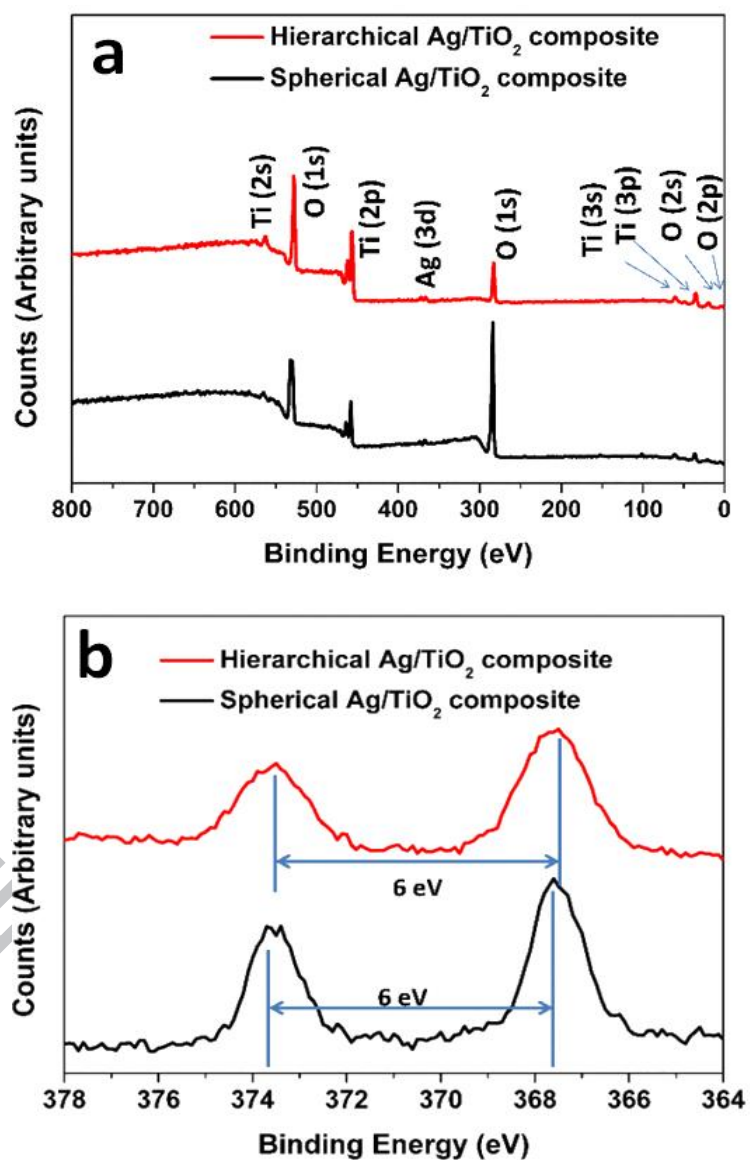 a
Hierarchical Ag/TiO₂ composite
Spherical Ag/TiO₂ composite
Counts (Arbitrary units)
Ti (2s)
O (1s)
Ti (2p)
Ag (3d)
O (1s)
Ti (3s)
Ti (3p)
O (2s)
O (2p)
800 700 600 500 400 300 200 100 0
Binding Energy (eV)
b
Hierarchical Ag/TiO₂ composite
Spherical Ag/TiO₂ composite
Counts (Arbitrary units)
6 eV
6 eV
378 376 374 372 370 368 366 364
Binding Energy (eV)